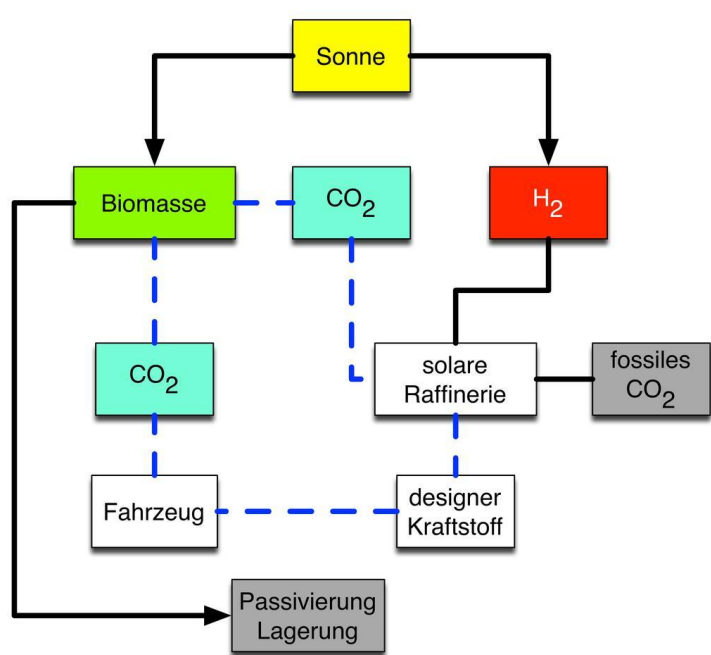 Sonne
Biomasse
CO2
H2
CO2
solare
Raffinerie
fossiles
CO2
Fahrzeug
designer
Kraftstoff
Passivierung
Lagerung